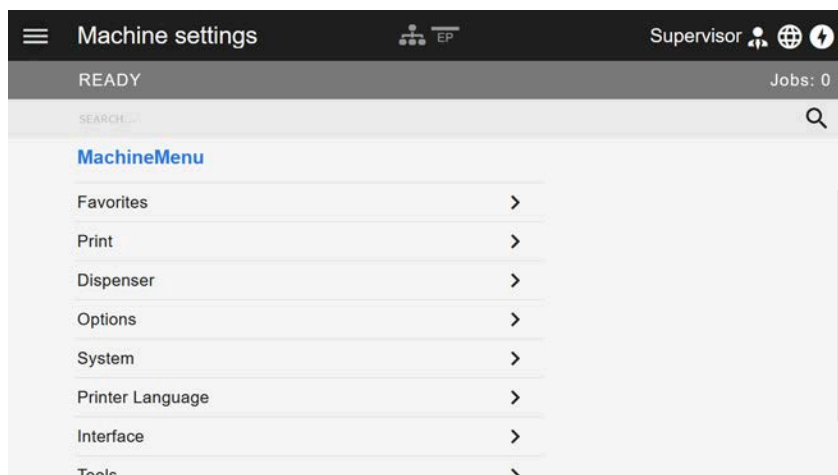 Machine settings EP Supervisor
READY Jobs: 0
SEARCH...
MachineMenu
Favorites
Print
Dispenser
Options
System
Printer Language
Interface
Tools